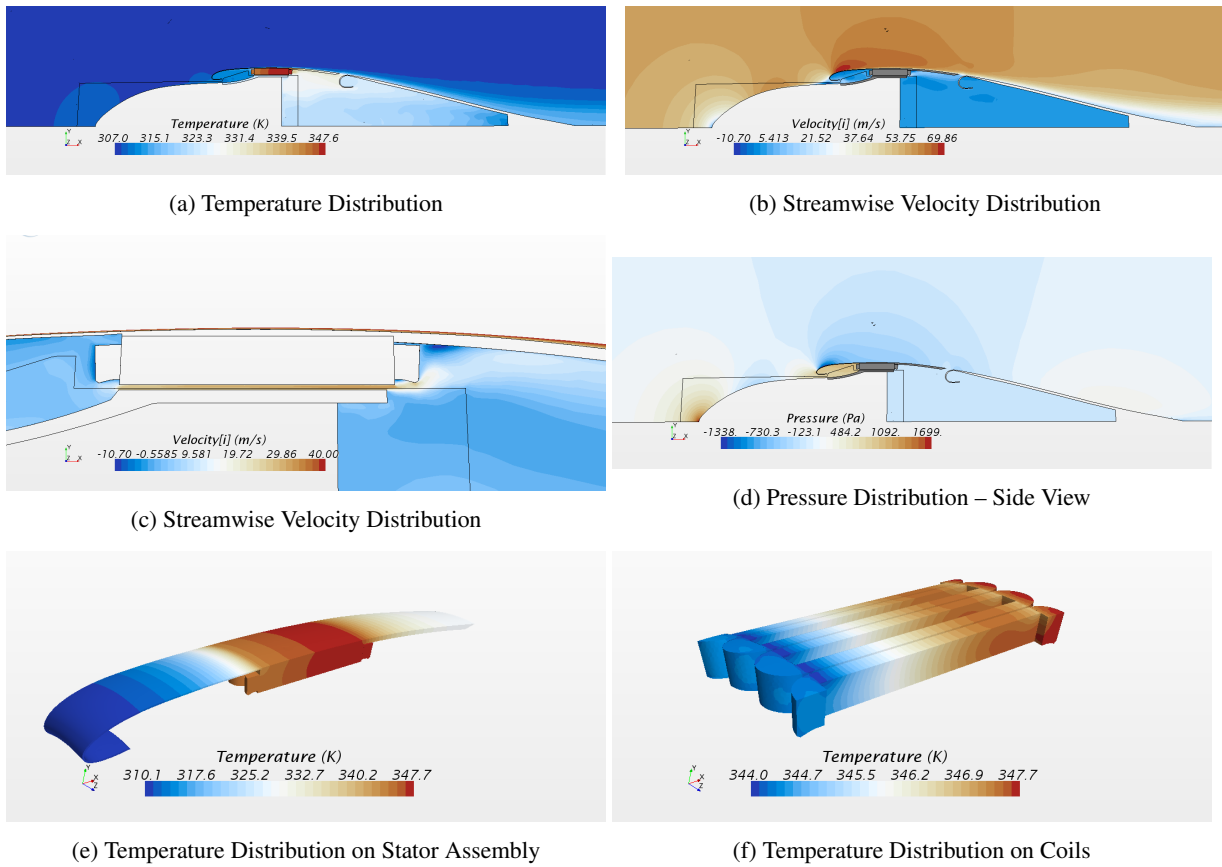 Temperature (K)
307.0 315.1 323.3 331.4 339.5 347.6
(a) Temperature Distribution
Velocity[i] (m/s)
-10.70 5.413 21.52 37.64 53.75 69.86
(b) Streamwise Velocity Distribution
Velocity[i] (m/s)
-10.70 -0.5585 9.581 19.72 29.86 40.00
(c) Streamwise Velocity Distribution
Pressure (Pa)
-1338. -730.3 -123.1 484.2 1092. 1699.
(d) Pressure Distribution – Side View
Temperature (K)
310.1 317.6 325.2 332.7 340.2 347.7
(e) Temperature Distribution on Stator Assembly
Temperature (K)
344.0 344.7 345.5 346.2 346.9 347.7
(f) Temperature Distribution on Coils